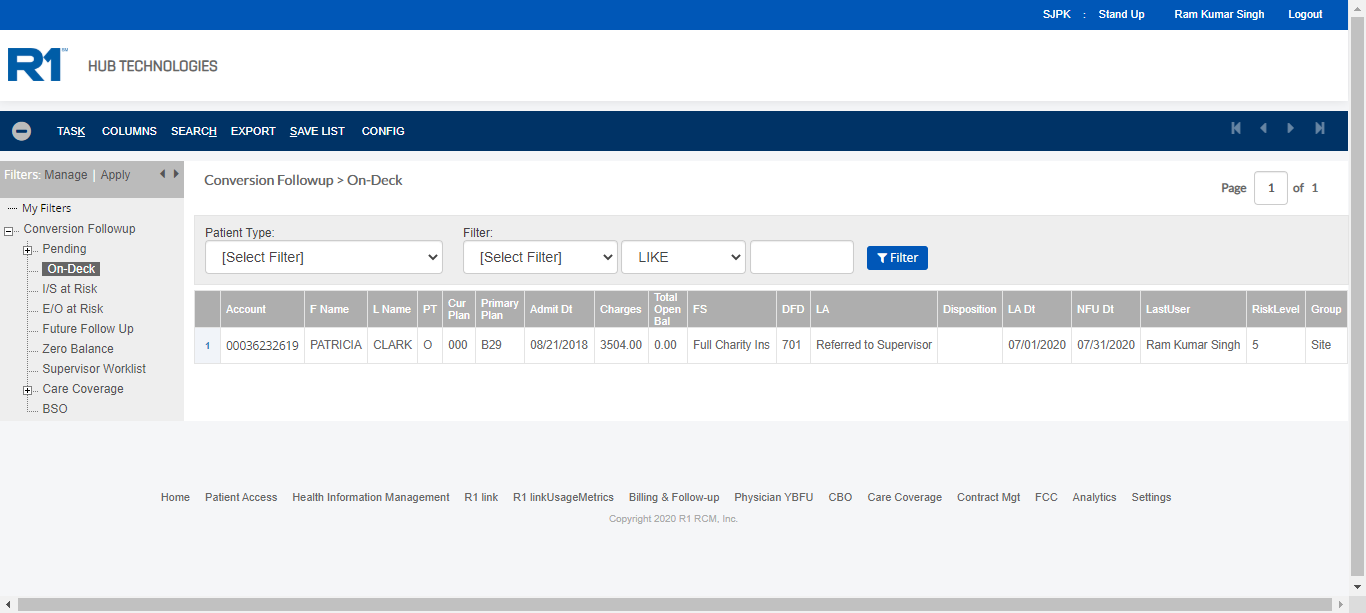 SJPK : Stand Up Ram Kumar Singh Logout
R1 SM HUB TECHNOLOGIES
TASK COLUMNS SEARCH EXPORT SAVE LIST CONFIG
Filters: Manage | Apply
My Filters
Conversion Followup
Pending
On-Deck
I/S at Risk
E/O at Risk
Future Follow Up
Zero Balance
Supervisor Worklist
Care Coverage
BSO
Conversion Followup > On-Deck
Page 1 of 1
Patient Type: Filter:
[Select Filter] [Select Filter] LIKE Filter
Account F Name L Name PT Cur Plan Primary Plan Admit Dt Charges Total Open Bal FS DFD LA Disposition LA Dt NFU Dt LastUser RiskLevel Group
1 00036232619 PATRICIA CLARK O 000 B29 08/21/2018 3504.00 0.00 Full Charity Ins 701 Referred to Supervisor 07/01/2020 07/31/2020 Ram Kumar Singh 5 Site
Home Patient Access Health Information Management R1 link R1 linkUsageMetrics Billing & Follow-up Physician YBFU CBO Care Coverage Contract Mgt FCC Analytics Settings
Copyright 2020 R1 RCM, Inc.